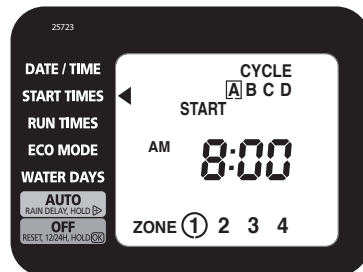 25723
DATE / TIME
START TIMES
RUN TIMES
ECO MODE
WATER DAYS
AUTO
RAIN DELAY, HOLD
OFF
RESET, 12/24H, HOLD OK
CYCLE
A B C D
START
AM 8:00
ZONE 1 2 3 4